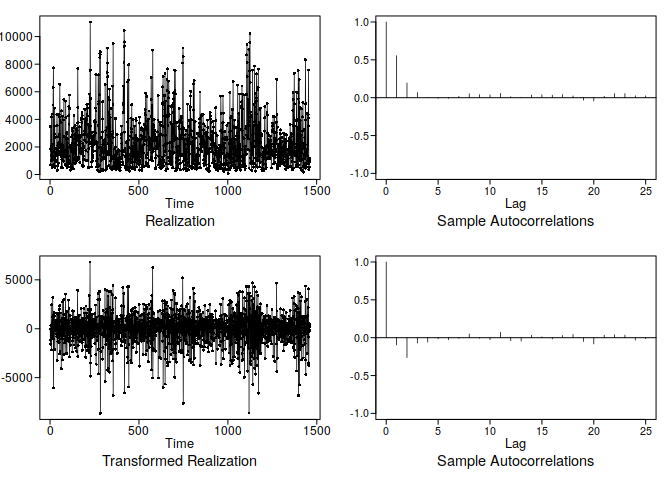 10000
8000
6000
4000
2000
0
0 500 1000 1500
Time
Realization
1.0
0.5
0.0
-0.5
-1.0
0 5 10 15 20 25
Lag
Sample Autocorrelations
5000
0
-5000
0 500 1000 1500
Time
Transformed Realization
1.0
0.5
0.0
-0.5
-1.0
0 5 10 15 20 25
Lag
Sample Autocorrelations